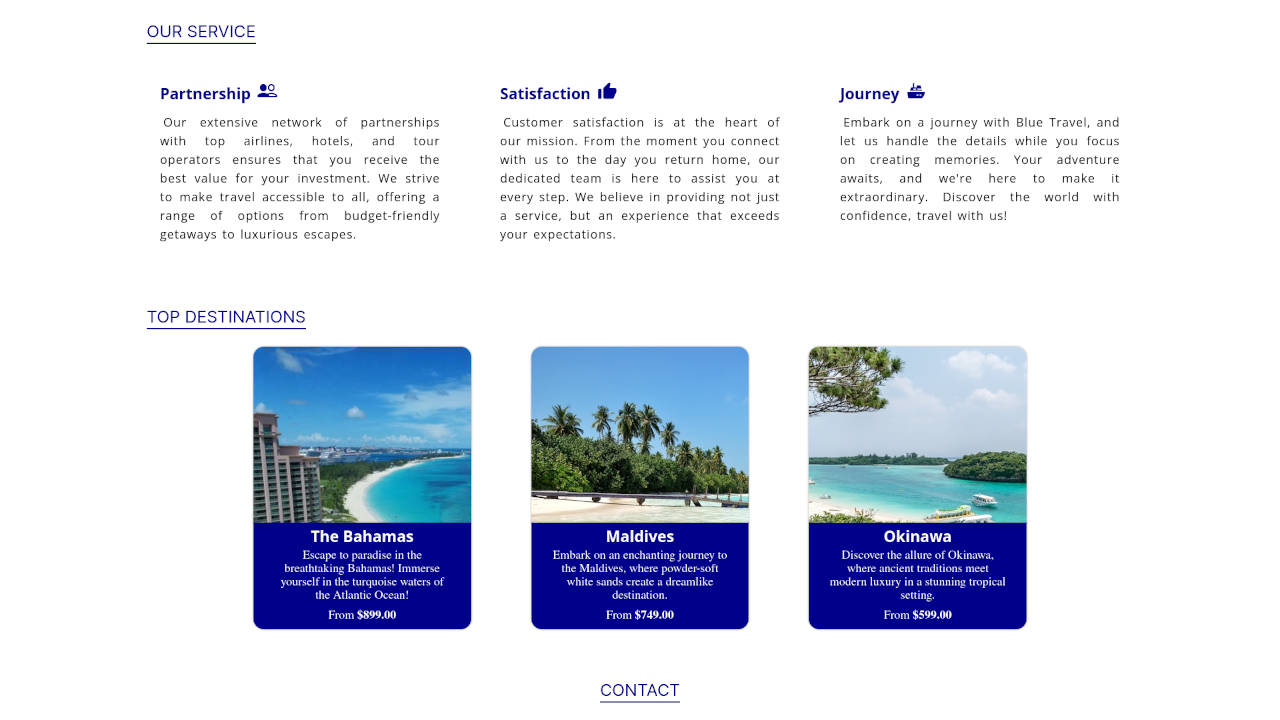 OUR SERVICE
Partnership
Our extensive network of partnerships
with top airlines, hotels, and tour
operators ensures that you receive the
best value for your investment. We strive
to make travel accessible to all, offering a
range of options from budget-friendly
getaways to luxurious escapes.
Satisfaction
Customer satisfaction is at the heart of
our mission. From the moment you connect
with us to the day you return home, our
dedicated team is here to assist you at
every step. We believe in providing not just
a service, but an experience that exceeds
your expectations.
Journey
Embark on a journey with Blue Travel, and
let us handle the details while you focus
on creating memories. Your adventure
awaits, and we're here to make it
extraordinary. Discover the world with
confidence, travel with us!
TOP DESTINATIONS
The Bahamas
Escape to paradise in the
breathtaking Bahamas! Immerse
yourself in the turquoise waters of
the Atlantic Ocean!
From $899.00
Maldives
Embark on an enchanting journey to
the Maldives, where powder-soft
white sands create a dreamlike
destination.
From $749.00
Okinawa
Discover the allure of Okinawa,
where ancient traditions meet
modern luxury in a stunning tropical
setting.
From $599.00
CONTACT